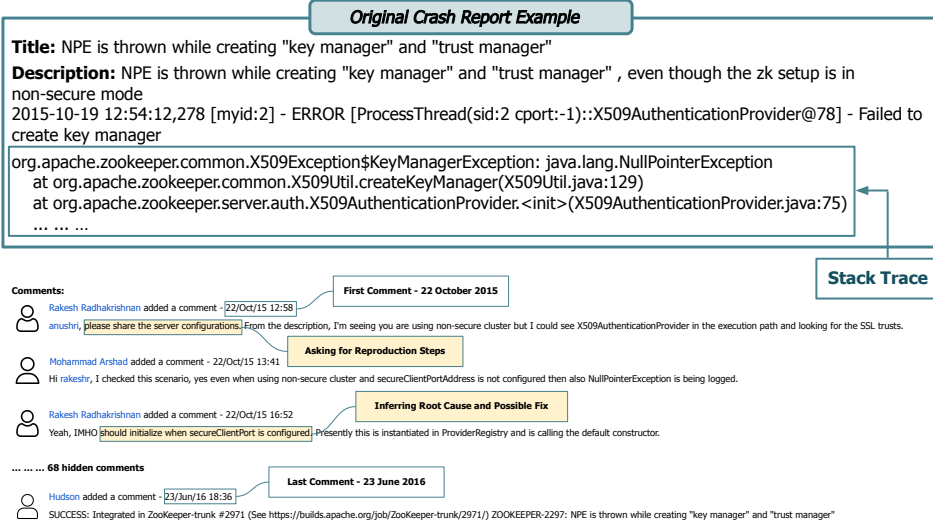 Original Crash Report Example
Title: NPE is thrown while creating "key manager" and "trust manager"
Description: NPE is thrown while creating "key manager" and "trust manager" , even though the zk setup is in
non-secure mode
2015-10-19 12:54:12,278 [myid:2] - ERROR [ProcessThread(sid:2 cport:-1)::X509AuthenticationProvider@78] - Failed to
create key manager
org.apache.zookeeper.common.X509Exception$KeyManagerException: java.lang.NullPointerException
at org.apache.zookeeper.common.X509Util.createKeyManager(X509Util.java:129)
at org.apache.zookeeper.server.auth.X509AuthenticationProvider.<init>(X509AuthenticationProvider.java:75)
... ... ...
Stack Trace
Comments:
First Comment - 22 October 2015
Rakesh Radhakrishnan added a comment - 22/Oct/15 12:58
anushri, please share the server configurations. From the description, I'm seeing you are using non-secure cluster but I could see X509AuthenticationProvider in the execution path and looking for the SSL trusts.
Asking for Reproduction Steps
Mohammad Arshad added a comment - 22/Oct/15 13:41
Hi rakeshr, I checked this scenario, yes even when using non-secure cluster and secureClientPortAddress is not configured then also NullPointerException is being logged.
Inferring Root Cause and Possible Fix
Rakesh Radhakrishnan added a comment - 22/Oct/15 16:52
Yeah, IMHO should initialize when secureClientPort is configured. Presently this is instantiated in ProviderRegistry and is calling the default constructor.
... ... ... 68 hidden comments
Last Comment - 23 June 2016
Hudson added a comment - 23/Jun/16 18:36
SUCCESS: Integrated in ZooKeeper-trunk #2971 (See https://builds.apache.org/job/ZooKeeper-trunk/2971/) ZOOKEEPER-2297: NPE is thrown while creating "key manager" and "trust manager"